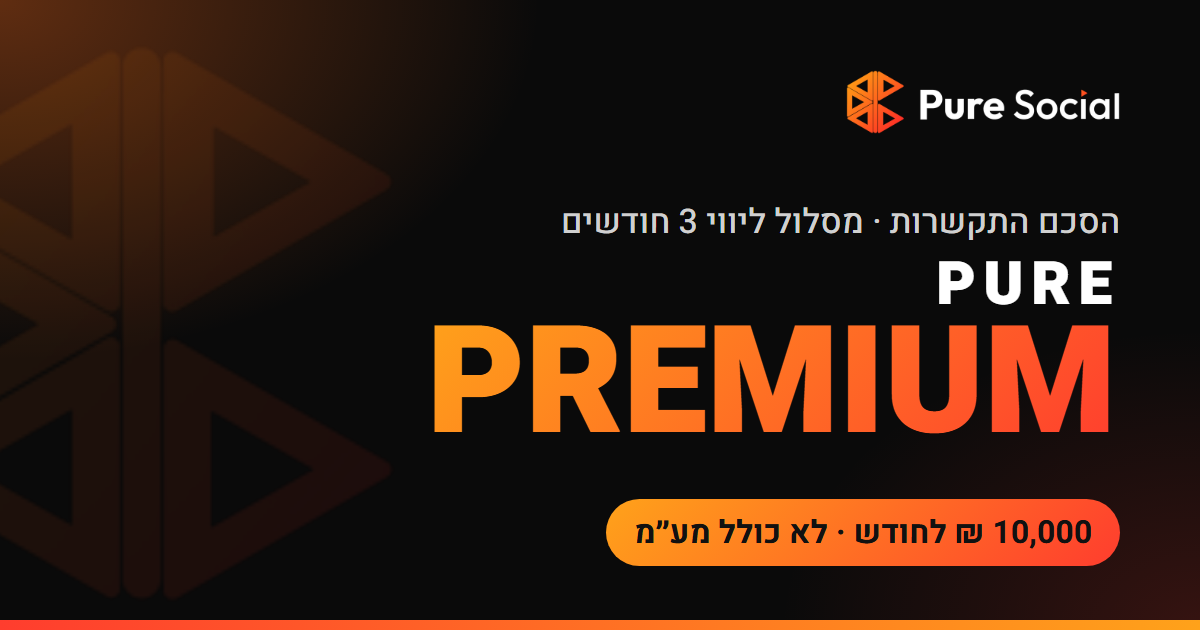 Pure Social
הסכם התקשרות · מסלול ליווי 3 חודשים
PURE
PREMIUM
10,000 ₪ לחודש · לא כולל מע״מ